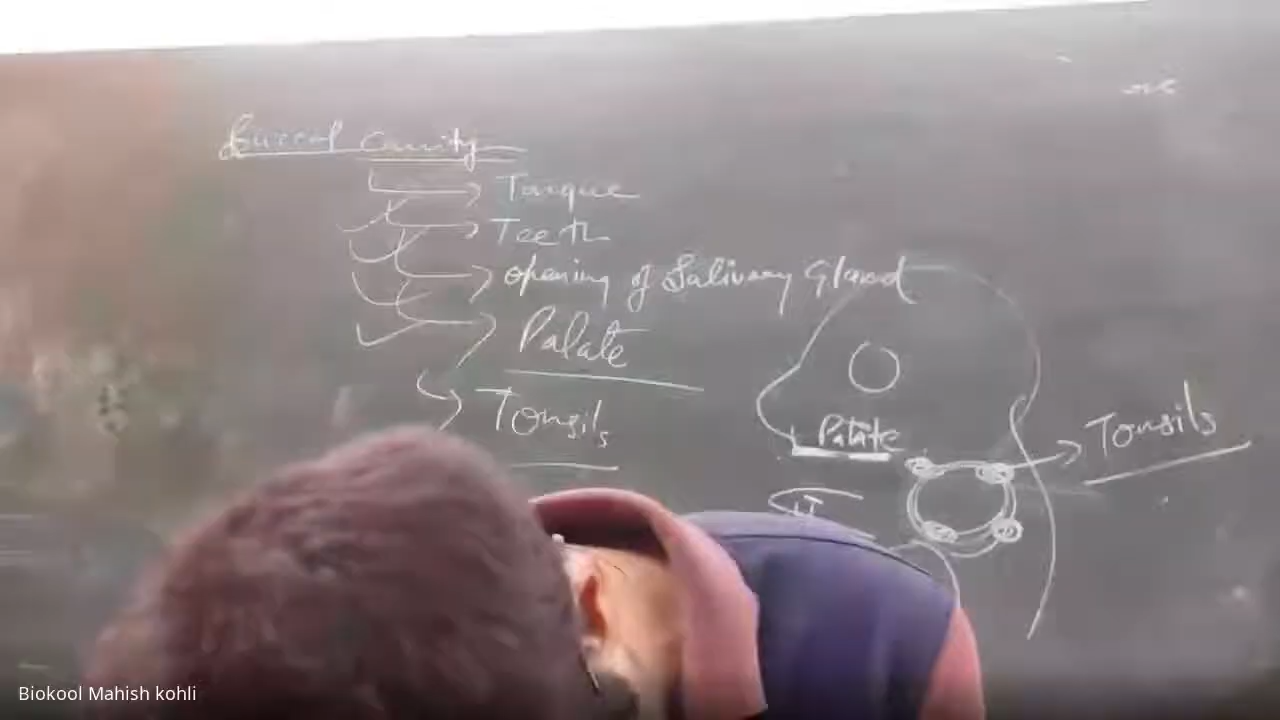 Buccal Cavity
Tongue
Teeth
opening of Salivary Gland
Palate
Tonsils
Palate
Tonsils
Biokool Mahish kohli